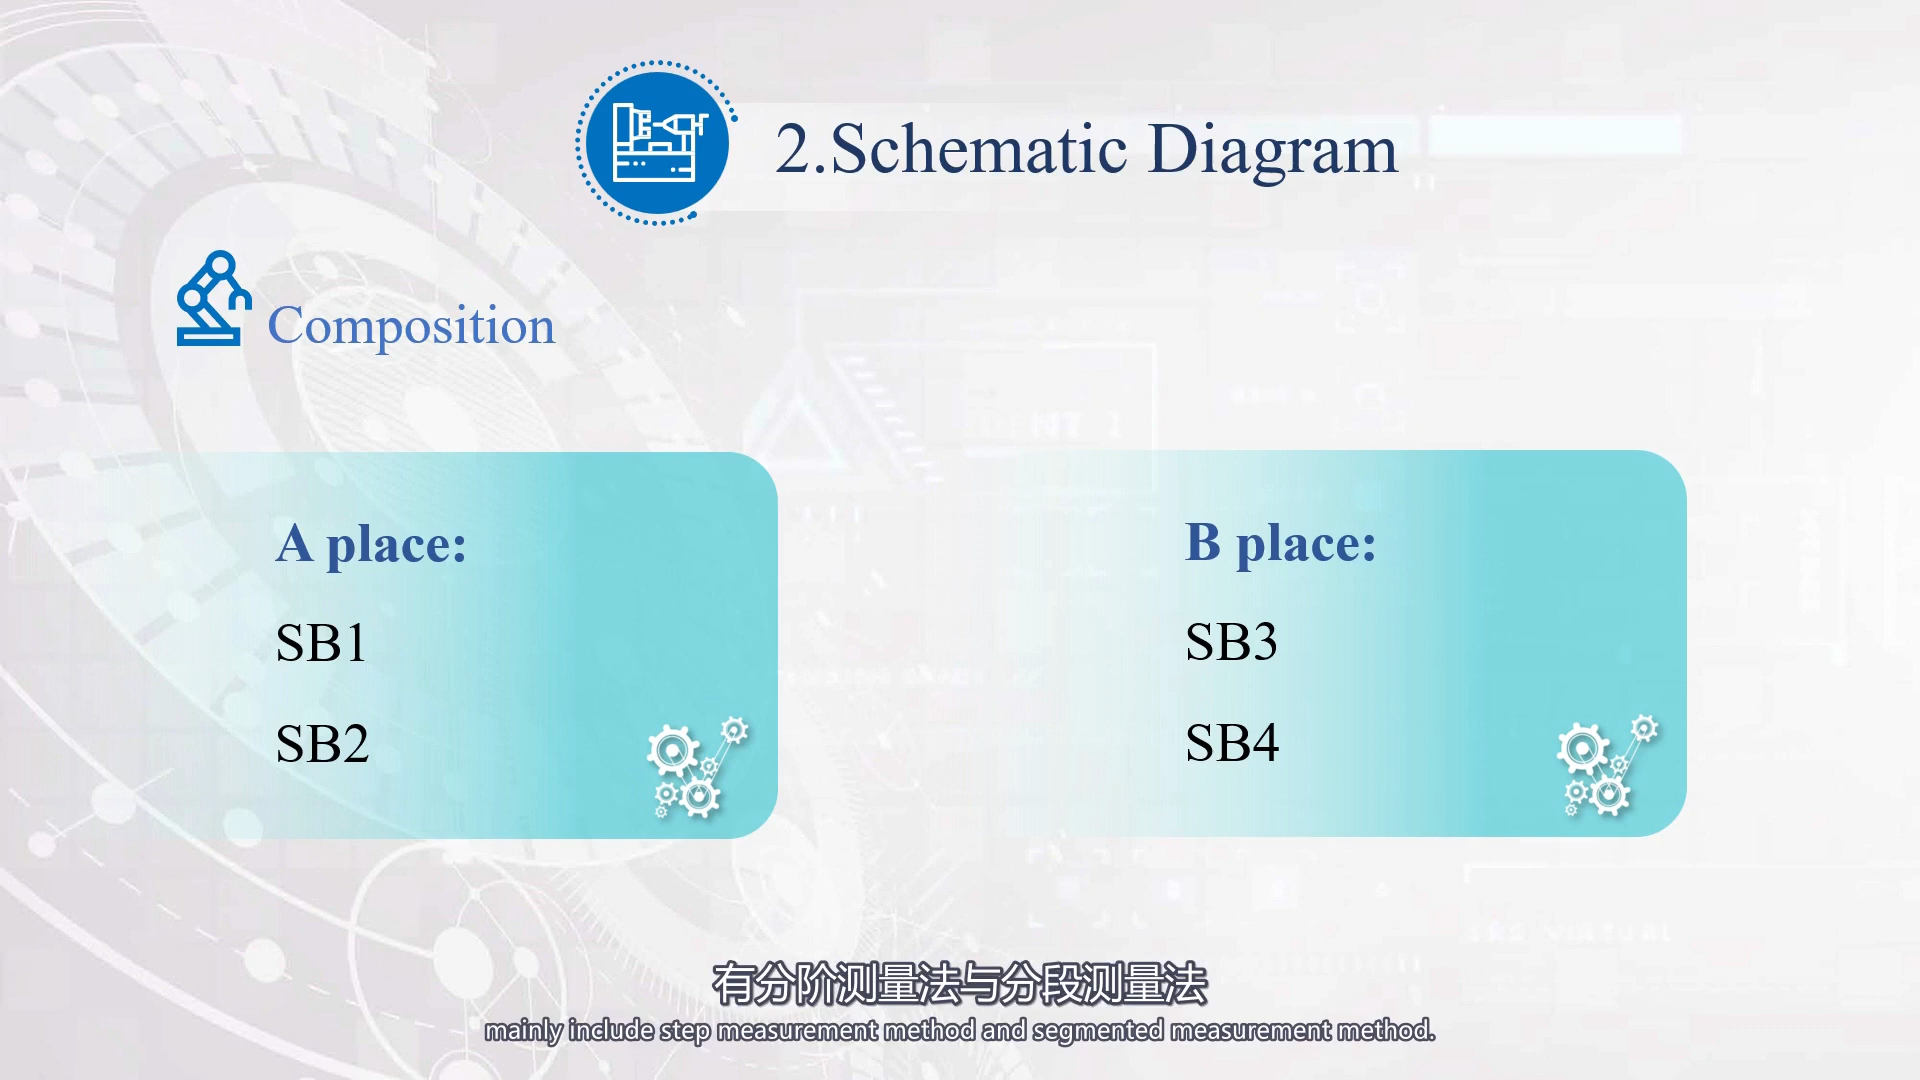 2.Schematic Diagram
Composition
A place:
SB1
SB2
B place:
SB3
SB4
有分阶测量法与分段测量法
mainly include step measurement method and segmented measurement method.